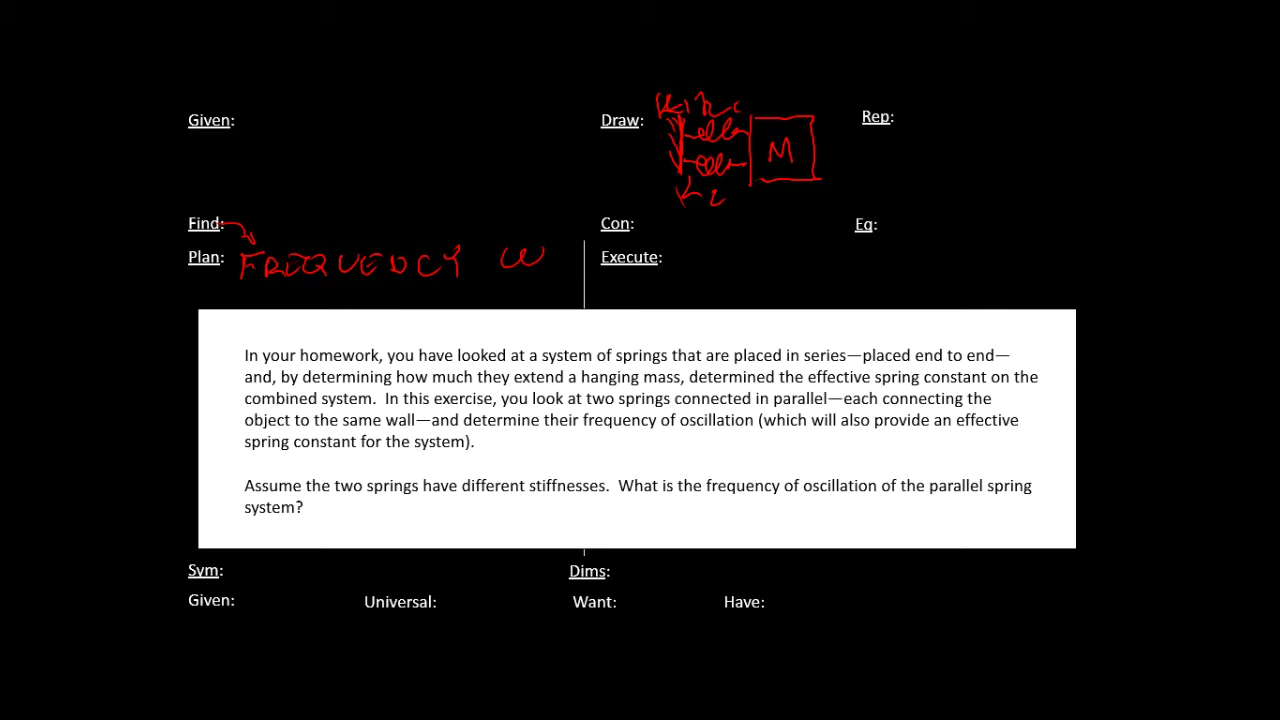 Given:
Draw:
Rep:
K1
M
K2
Find:
Con:
Eq:
Plan: FREQUEDCY ω
Execute:
In your homework, you have looked at a system of springs that are placed in series—placed end to end—
and, by determining how much they extend a hanging mass, determined the effective spring constant on the
combined system.  In this exercise, you look at two springs connected in parallel—each connecting the
object to the same wall—and determine their frequency of oscillation (which will also provide an effective
spring constant for the system).
Assume the two springs have different stiffnesses.  What is the frequency of oscillation of the parallel spring
system?
Sym:
Dims:
Given:
Universal:
Want:
Have: